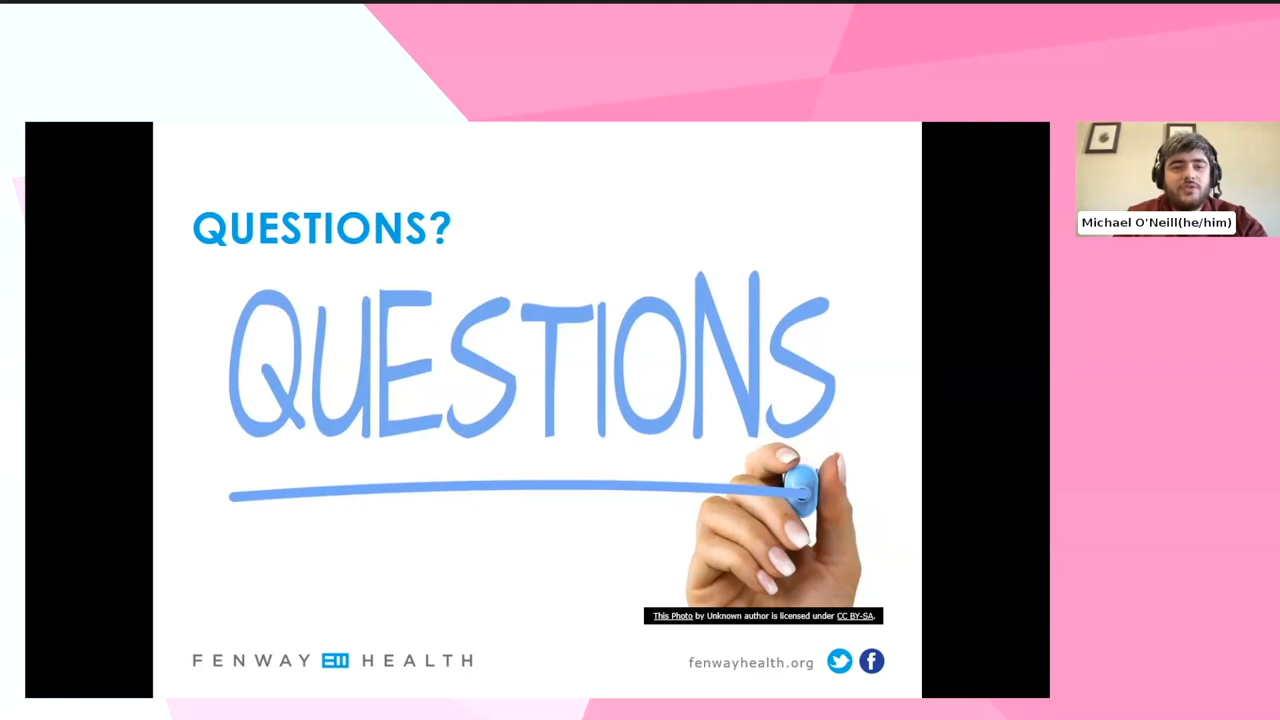 QUESTIONS?
QUESTIONS
This Photo by Unknown author is licensed under CC BY-SA.
FENWAY HEALTH
fenwayhealth.org
Michael O'Neill(he/him)